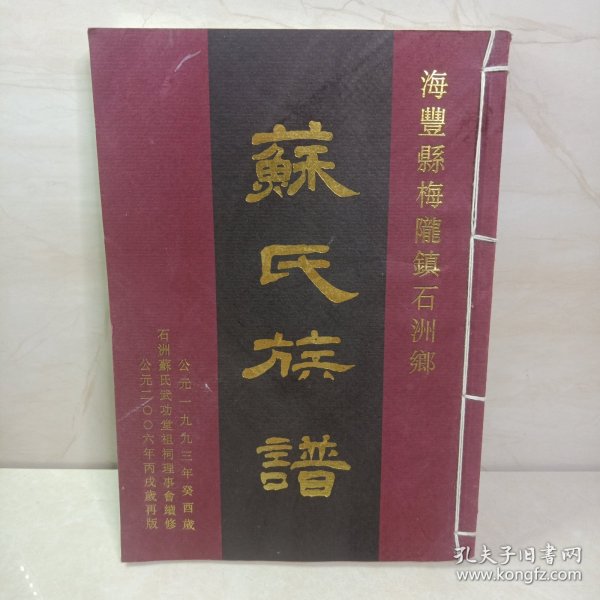 海豐縣梅隴鎮石洲鄉
蘇氏族譜
公元一九九三年癸酉歲
石洲蘇氏武功堂祖祠理事會續修
公元二〇〇六年丙戌歲再版
孔夫子旧书网
www.kongfz.com